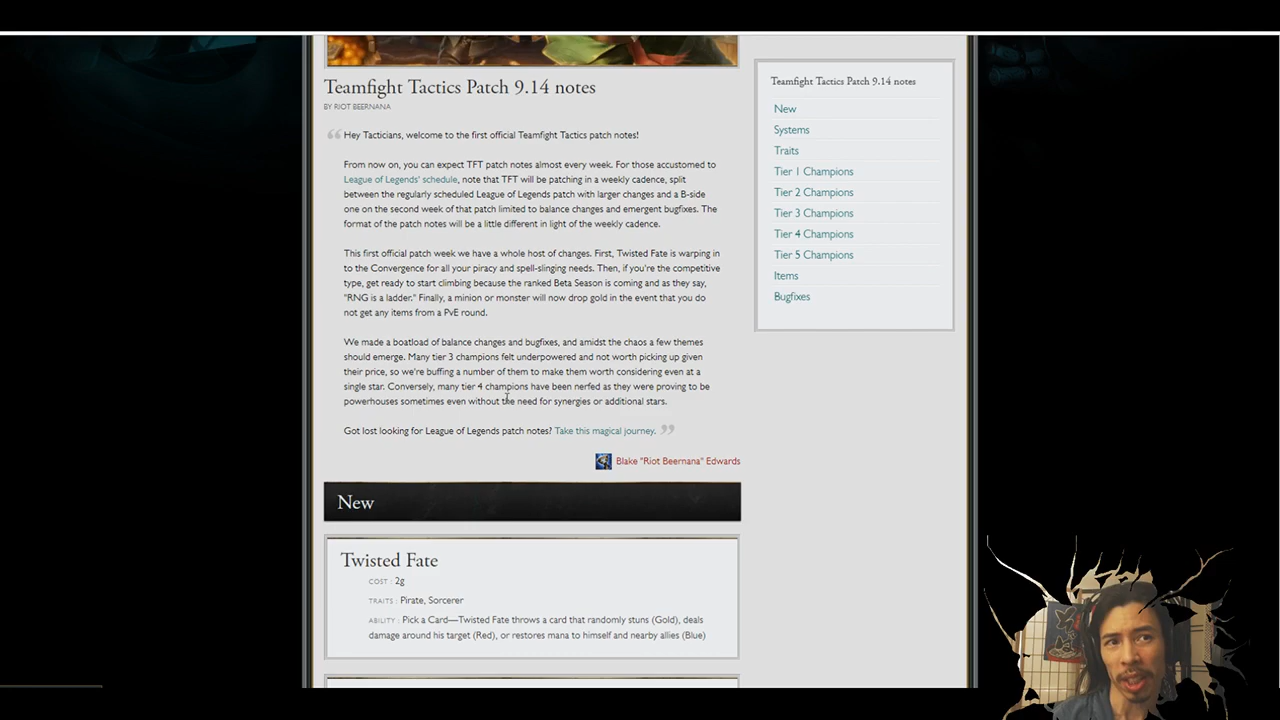 Teamfight Tactics Patch 9.14 notes
BY RIOT BEERNANA
Hey Tacticians, welcome to the first official Teamfight Tactics patch notes!
From now on, you can expect TFT patch notes almost every week. For those accustomed to
League of Legends' schedule, note that TFT will be patching in a weekly cadence, split
between the regularly scheduled League of Legends patch with larger changes and a B-side
one on the second week of that patch limited to balance changes and emergent bugfixes. The
format of the patch notes will be a little different in light of the weekly cadence.
This first official patch week we have a whole host of changes. First, Twisted Fate is warping in
to the Convergence for all your piracy and spell-slinging needs. Then, if you're the competitive
type, get ready to start climbing because the ranked Beta Season is coming and as they say,
"RNG is a ladder." Finally, a minion or monster will now drop gold in the event that you do
not get any items from a PvE round.
We made a boatload of balance changes and bugfixes, and amidst the chaos a few themes
should emerge. Many tier 3 champions felt underpowered and not worth picking up given
their price, so we're buffing a number of them to make them worth considering even at a
single star. Conversely, many tier 4 champions have been nerfed as they were proving to be
powerhouses sometimes even without the need for synergies or additional stars.
Got lost looking for League of Legends patch notes? Take this magical journey.
Blake "Riot Beernana" Edwards
New
Twisted Fate
COST : 2g
TRAITS : Pirate, Sorcerer
ABILITY : Pick a Card—Twisted Fate throws a card that randomly stuns (Gold), deals
damage around his target (Red), or restores mana to himself and nearby allies (Blue)
Teamfight Tactics Patch 9.14 notes
New
Systems
Traits
Tier 1 Champions
Tier 2 Champions
Tier 3 Champions
Tier 4 Champions
Tier 5 Champions
Items
Bugfixes